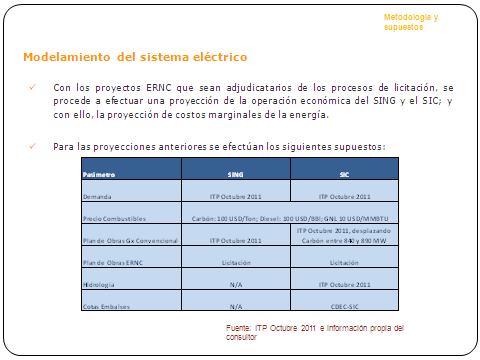 Metodología y
supuestos
Modelamiento del sistema eléctrico
Con los proyectos ERNC que sean adjudicatarios de los procesos de licitación, se
procede a efectuar una proyección de la operación económica del SING y el SIC; y
con ello, la proyección de costos marginales de la energía.
Para las proyecciones anteriores se efectúan los siguientes supuestos:
Parámetro SING SIC
Demanda ITP Octubre 2011 ITP Octubre 2011
Precio Combustibles Carbón: 100 USD/Ton; Diesel: 100 USD/BBl; GNL 10 USD/MMBTU
Plan de Obras Gx Convencional ITP Octubre 2011 ITP Octubre 2011, desplazando
Carbón entre 840 y 890 MW
Plan de Obras ERNC Licitación Licitación
Hidrología N/A ITP Octubre 2011
Cotas Embalses N/A CDEC-SIC
Fuente: ITP Octubre 2011 e Información propia del
consultor